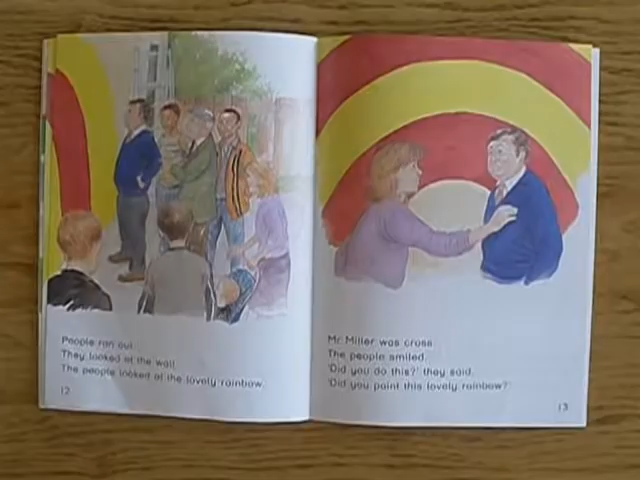 People ran out.
They looked at the wall.
The people looked at the lovely rainbow.
12
Mr Miller was cross.
The people smiled.
'Did you do this?' they said.
'Did you paint this lovely rainbow?'
13